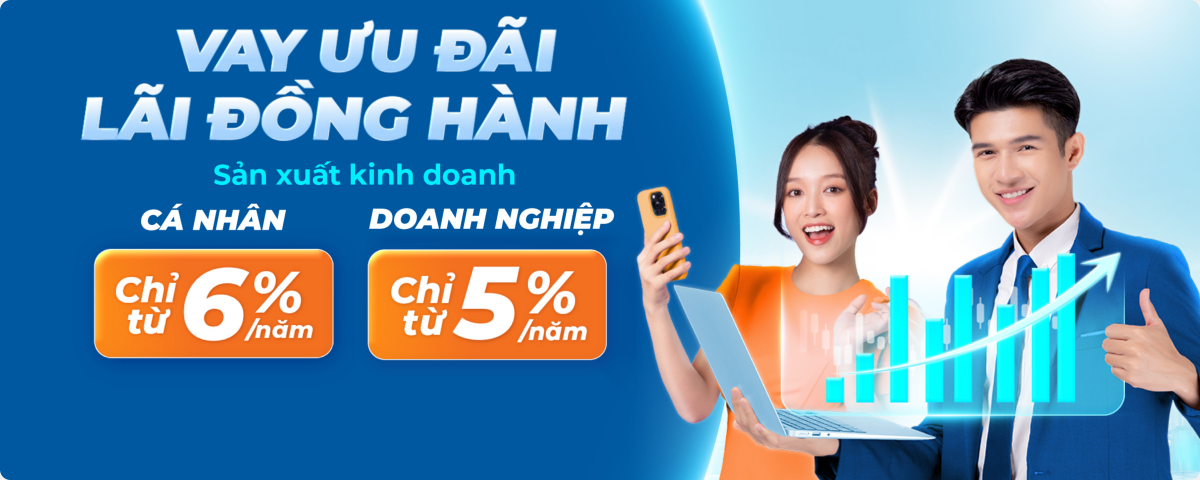 VAY ƯU ĐÃI
LÃI ĐỒNG HÀNH
Sản xuất kinh doanh
CÁ NHÂN
Chỉ từ 6%/năm
DOANH NGHIỆP
Chỉ từ 5%/năm